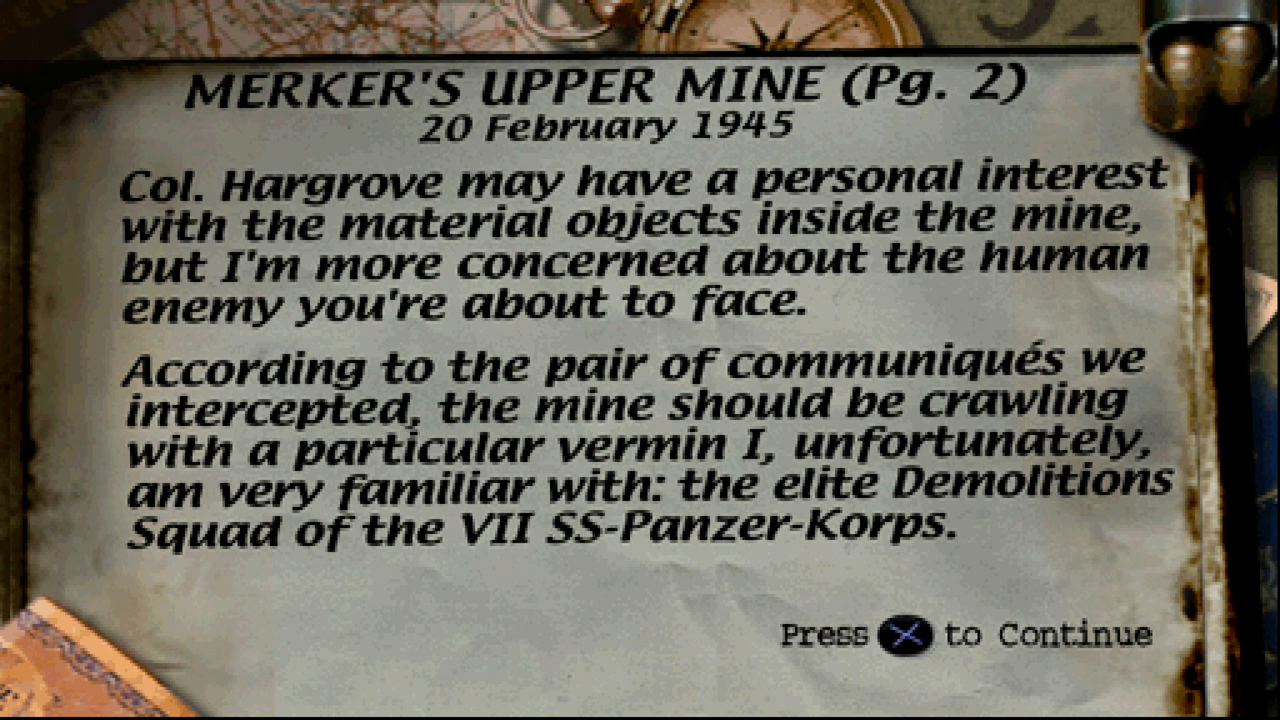 MERKER'S UPPER MINE (Pg. 2)
20 February 1945
Col. Hargrove may have a personal interest
with the material objects inside the mine,
but I'm more concerned about the human
enemy you're about to face.
According to the pair of communiqués we
intercepted, the mine should be crawling
with a particular vermin I, unfortunately,
am very familiar with: the elite Demolitions
Squad of the VII SS-Panzer-Korps.
Press X to Continue